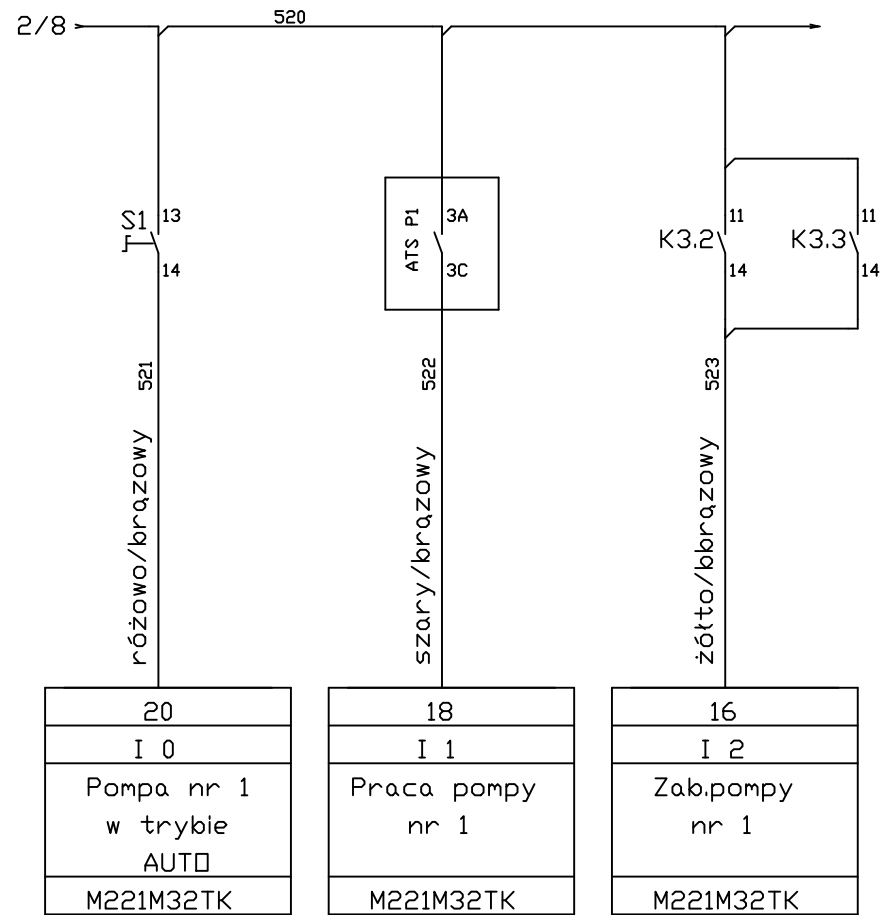 2/8
520
S1
13
14
ATS P1
3A
3C
K3.2
11
14
K3.3
11
14
521
522
523
różowo/brązowy
szary/brązowy
żółto/bbrązowy
20
I 0
Pompa nr 1
w trybie
AUTO
M221M32TK
18
I 1
Praca pompy
nr 1
M221M32TK
16
I 2
Zab.pompy
nr 1
M221M32TK